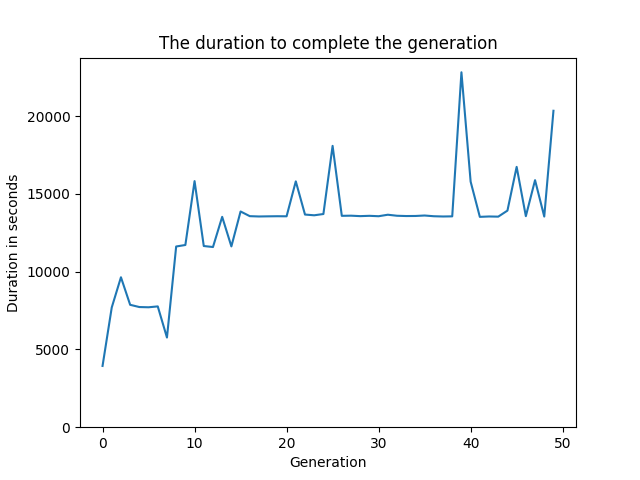 The duration to complete the generation
Duration in seconds
20000
15000
10000
5000
0
0 10 20 30 40 50
Generation